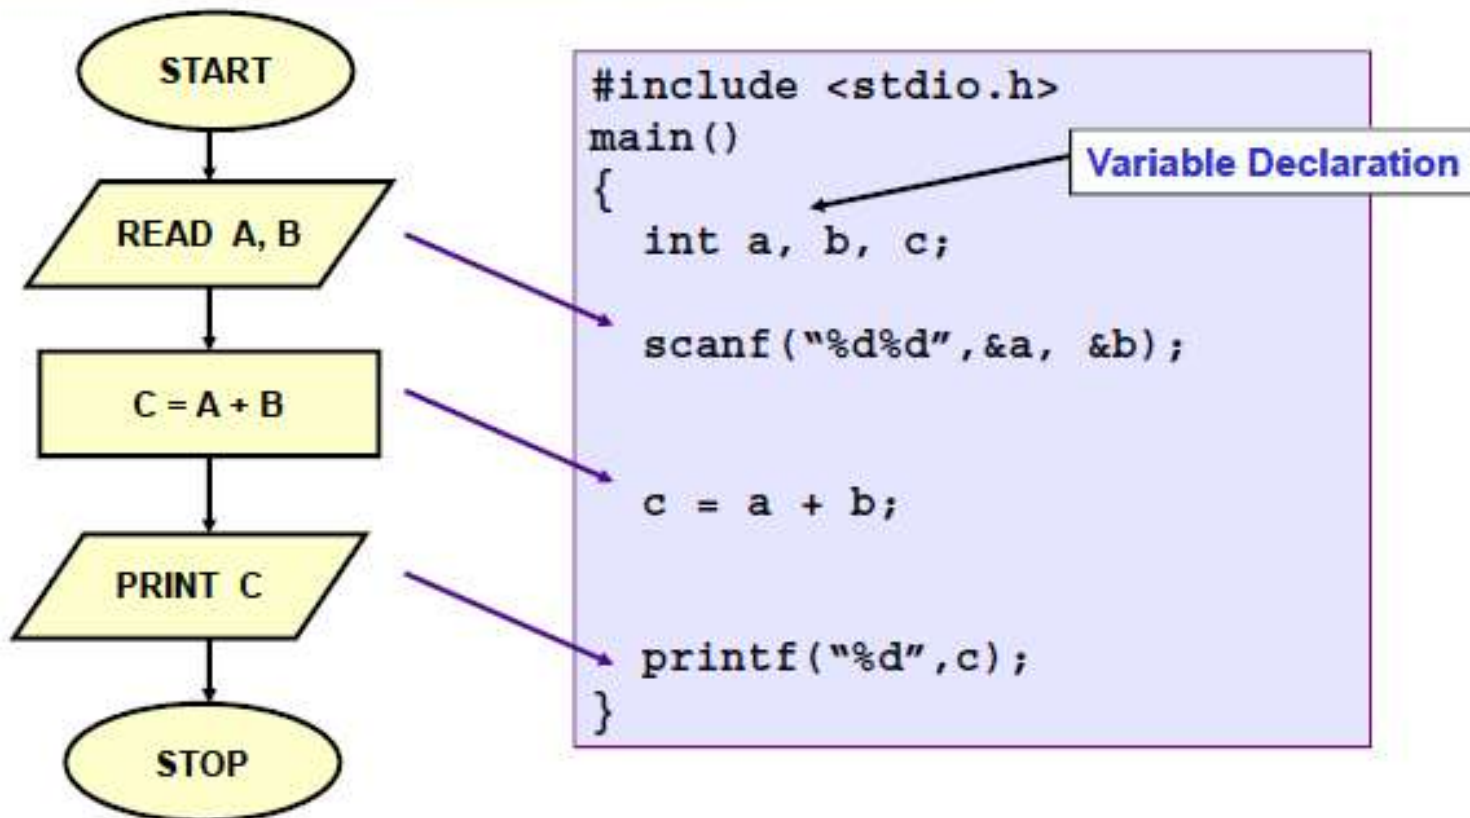 START
READ A, B
C = A + B
PRINT C
STOP
#include <stdio.h>
main()
{
int a, b, c;
scanf(“%d%d”,&a, &b);
c = a + b;
printf(“%d”,c);
}
Variable Declaration